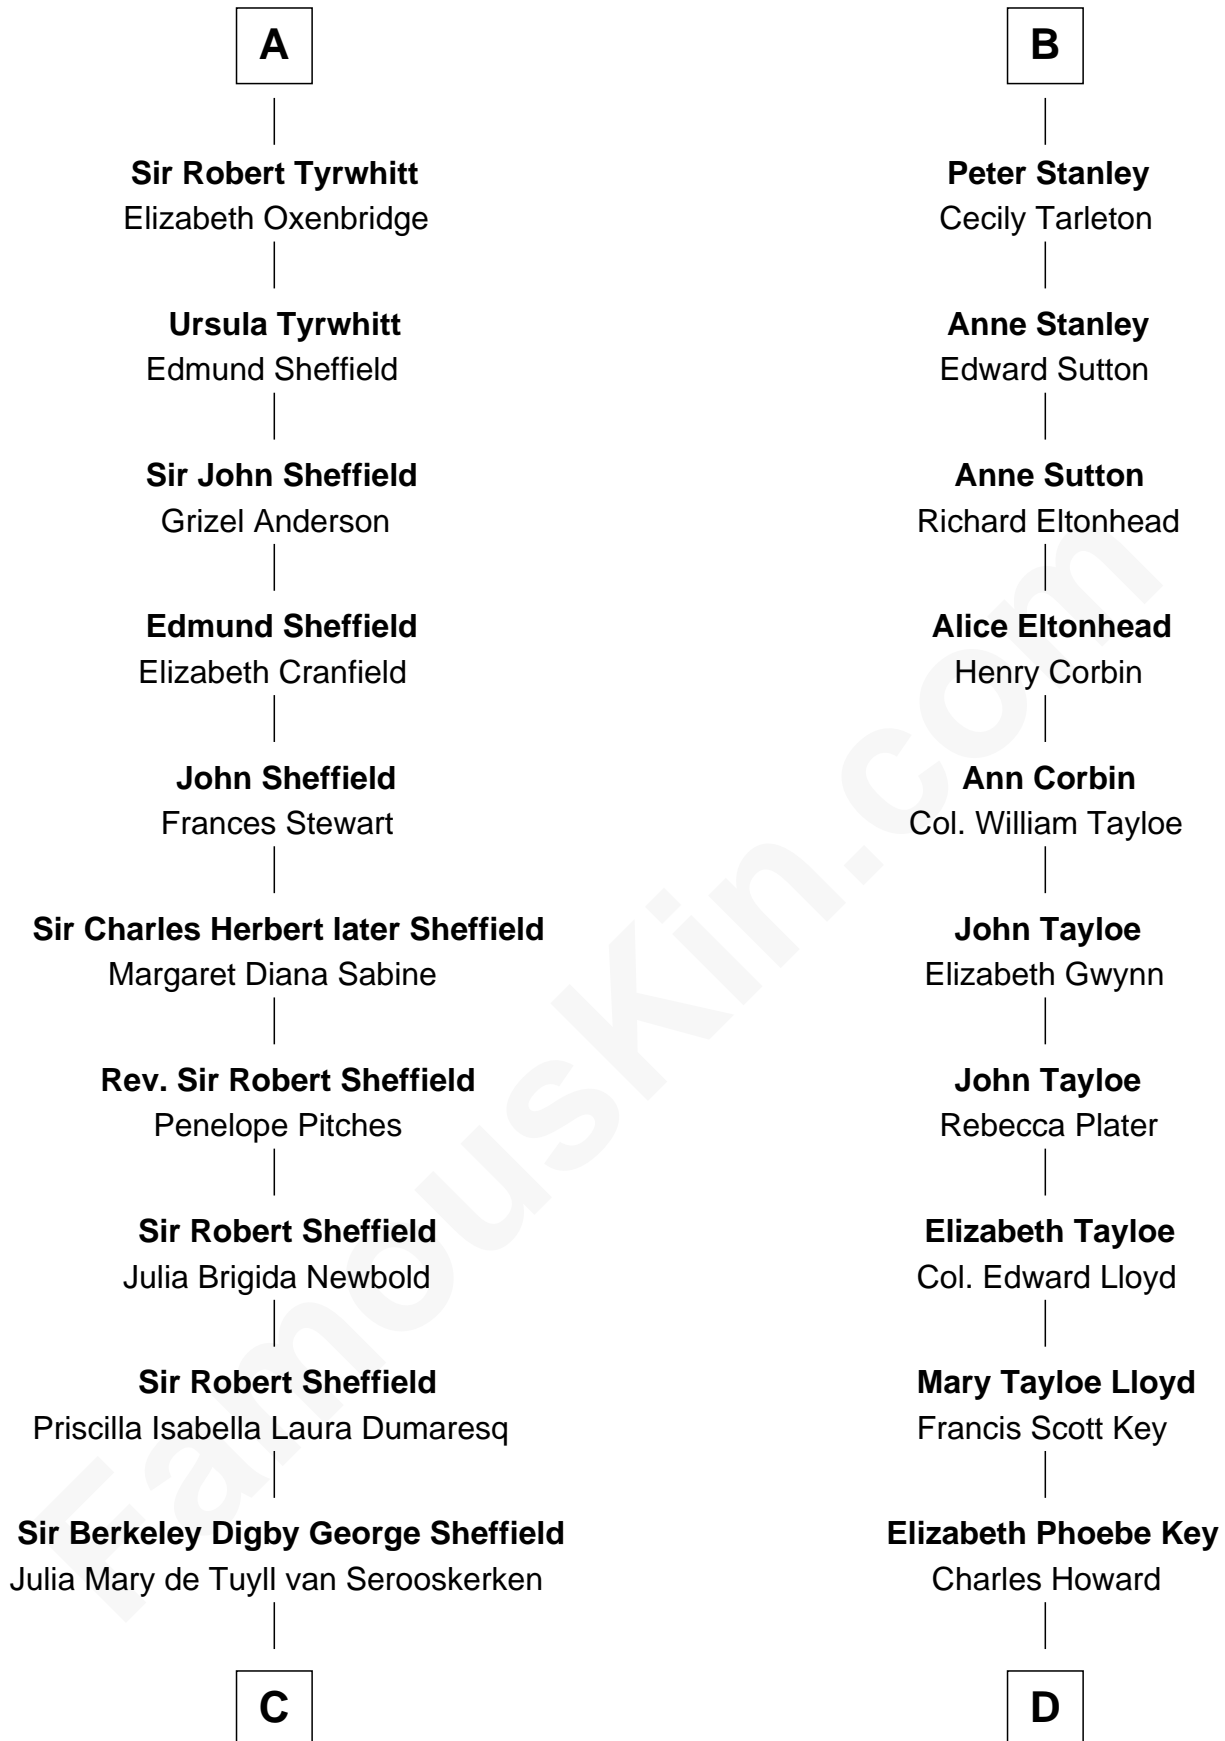 A
Sir Robert Tyrwhitt
Elizabeth Oxenbridge
Ursula Tyrwhitt
Edmund Sheffield
Sir John Sheffield
Grizel Anderson
Edmund Sheffield
Elizabeth Cranfield
John Sheffield
Frances Stewart
Sir Charles Herbert later Sheffield
Margaret Diana Sabine
Rev. Sir Robert Sheffield
Penelope Pitches
Sir Robert Sheffield
Julia Brigida Newbold
Sir Robert Sheffield
Priscilla Isabella Laura Dumaresq
Sir Berkeley Digby George Sheffield
Julia Mary de Tuyll van Serooskerken
C
B
Peter Stanley
Cecily Tarleton
Anne Stanley
Edward Sutton
Anne Sutton
Richard Eltonhead
Alice Eltonhead
Henry Corbin
Ann Corbin
Col. William Tayloe
John Tayloe
Elizabeth Gwynn
John Tayloe
Rebecca Plater
Elizabeth Tayloe
Col. Edward Lloyd
Mary Tayloe Lloyd
Francis Scott Key
Elizabeth Phoebe Key
Charles Howard
D
FamousKin.com